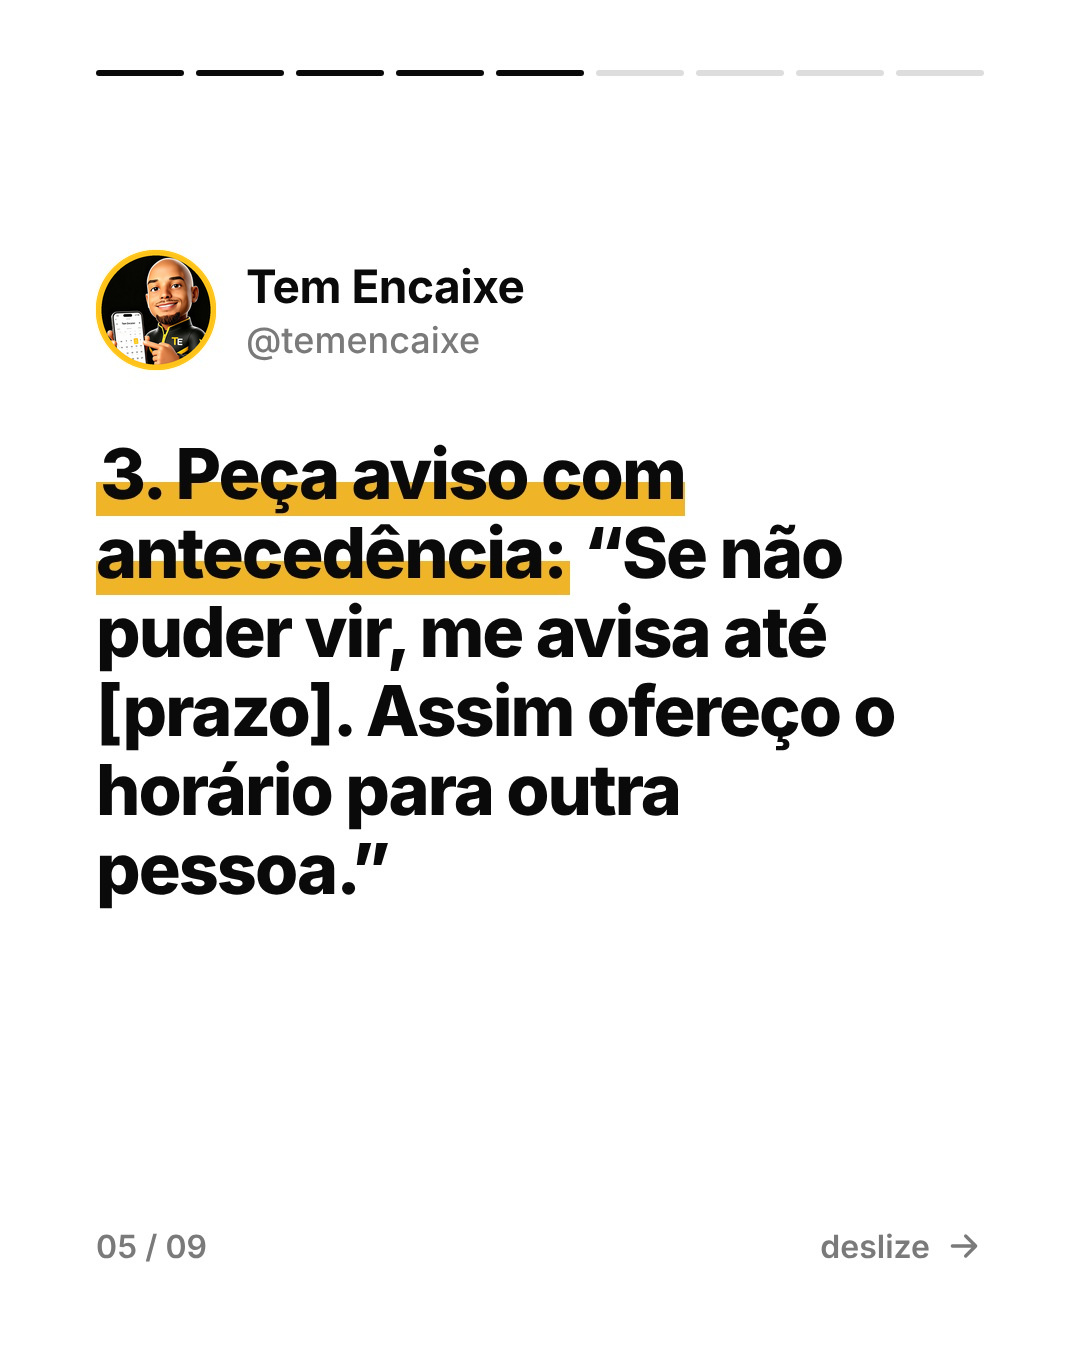 Tem Encaixe
@temencaixe
TE
3. Peça aviso com
antecedência: “Se não
puder vir, me avisa até
[prazo]. Assim ofereço o
horário para outra
pessoa.”
05 / 09
deslize →